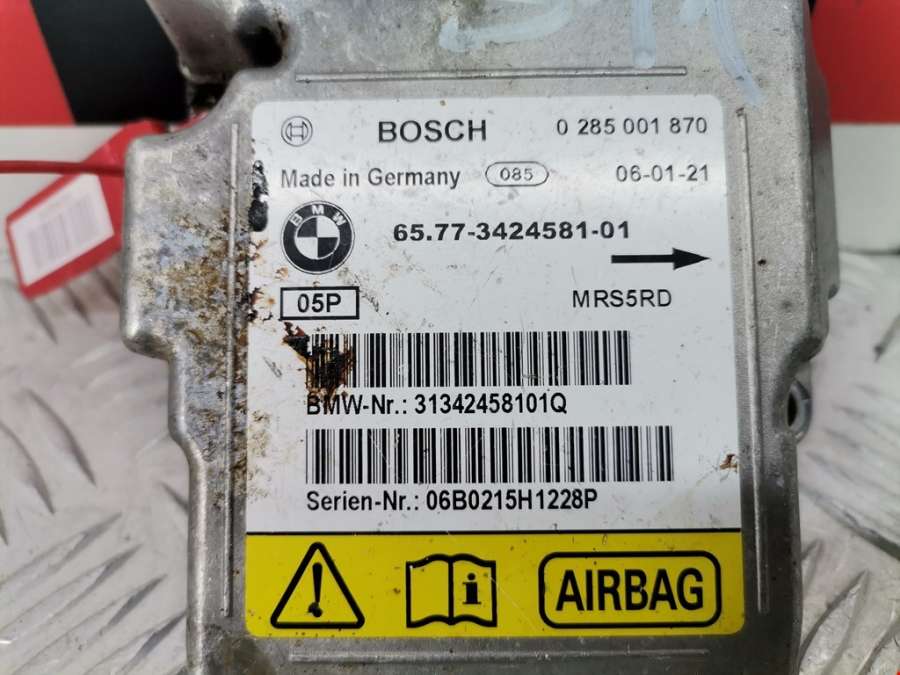 BOSCH 0 285 001 870
Made in Germany 085 06-01-21
BMW 65.77-3424581-01
05P MRS5RD
BMW-Nr.: 31342458101Q
Serien-Nr.: 06B0215H1228P
AIRBAG